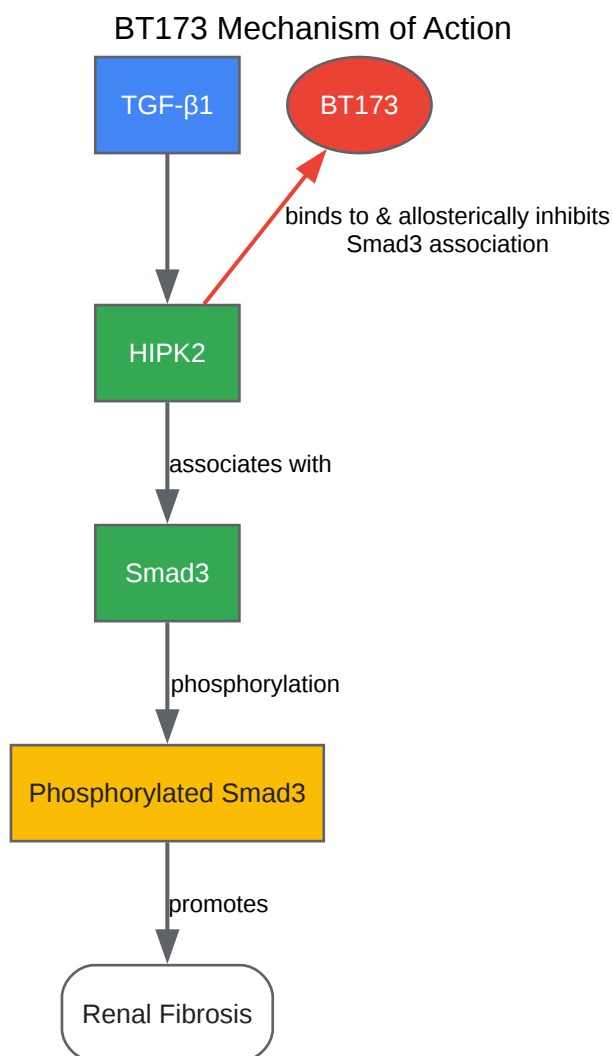 BT173 Mechanism of Action
TGF-β1
BT173
binds to & allosterically inhibits
Smad3 association
HIPK2
associates with
Smad3
phosphorylation
Phosphorylated Smad3
promotes
Renal Fibrosis